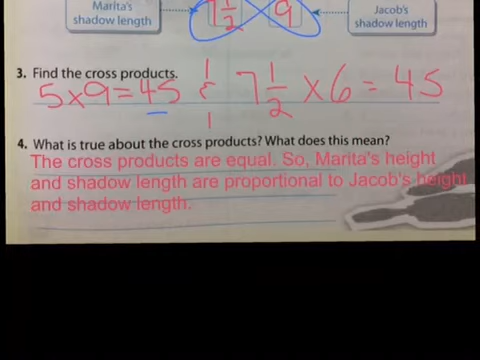 Marita's shadow length
7 1/2
9
Jacob's shadow length
3. Find the cross products.
5 x 9 = 45 & 7 1/2 x 6 = 45
4. What is true about the cross products? What does this mean?
The cross products are equal. So, Marita's height
and shadow length are proportional to Jacob's height
and shadow length.